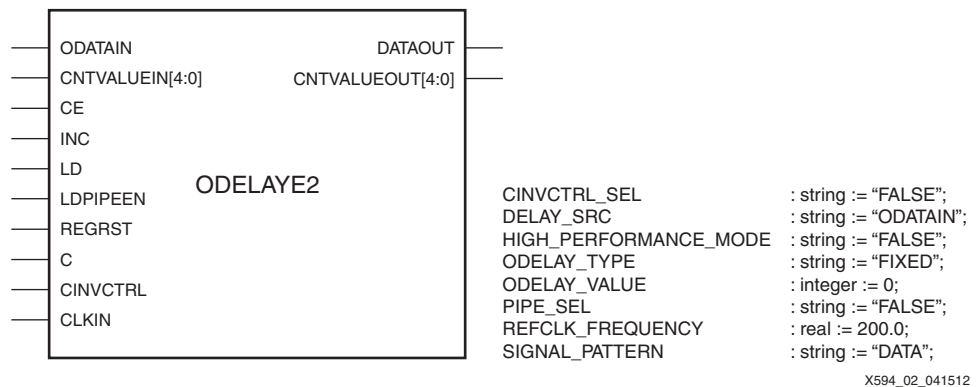 ODATAIN DATAOUT
CNTVALUEIN[4:0] CNTVALUEOUT[4:0]
CE
INC
LD
ODELAYE2
LDPIPEEN
REGRST
C
CINVCTRL
CLKIN
CINVCTRL_SEL : string := “FALSE”;
DELAY_SRC : string := “ODATAIN”;
HIGH_PERFORMANCE_MODE : string := “FALSE”;
ODELAY_TYPE : string := “FIXED”;
ODELAY_VALUE : integer := 0;
PIPE_SEL : string := “FALSE”;
REFCLK_FREQUENCY : real := 200.0;
SIGNAL_PATTERN : string := “DATA”;
X594_02_041512